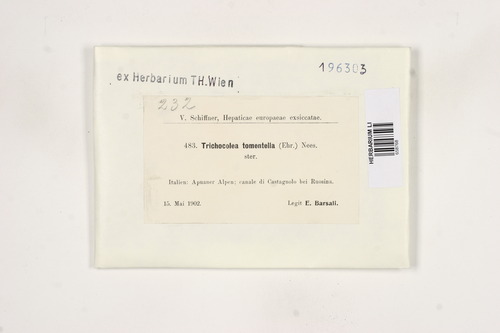 ex Herbarium TH.Wien
196303
232
V. Schiffner, Hepaticae europaeae exsiccatae.
483. Trichocolea tomentella (Ehr.) Nees.
ster.
Italien: Apuaner Alpen; canale di Castagnolo bei Ruosina.
15. Mai 1902.
Legit E. Barsali.
HERBARIUM LI